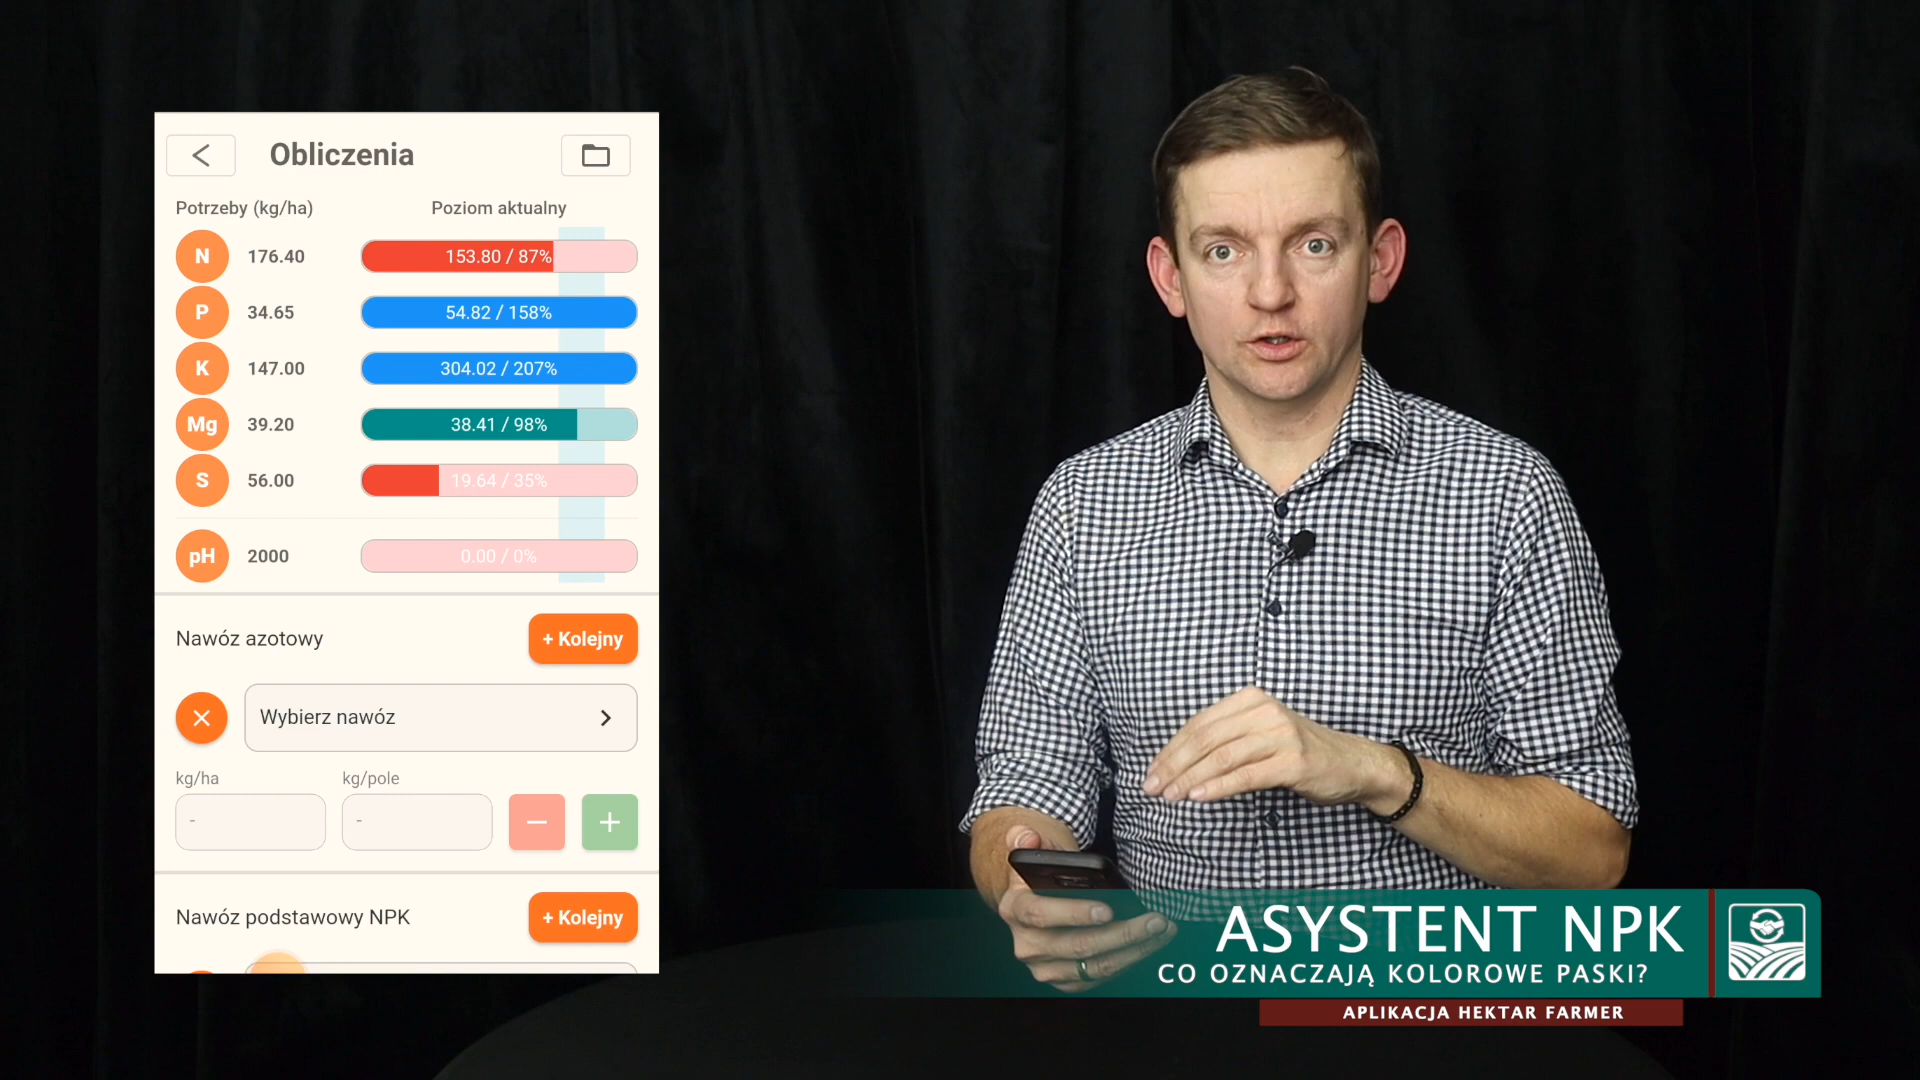 Obliczenia
Potrzeby (kg/ha) Poziom aktualny
N 176.40 153.80 / 87%
P 34.65 54.82 / 158%
K 147.00 304.02 / 207%
Mg 39.20 38.41 / 98%
S 56.00 19.64 / 35%
pH 2000 0.00 / 0%
Nawóz azotowy + Kolejny
Wybierz nawóz
kg/ha kg/pole
- -
Nawóz podstawowy NPK + Kolejny
ASYSTENT NPK
CO OZNACZAJĄ KOLOROWE PASKI?
APLIKACJA HEKTAR FARMER